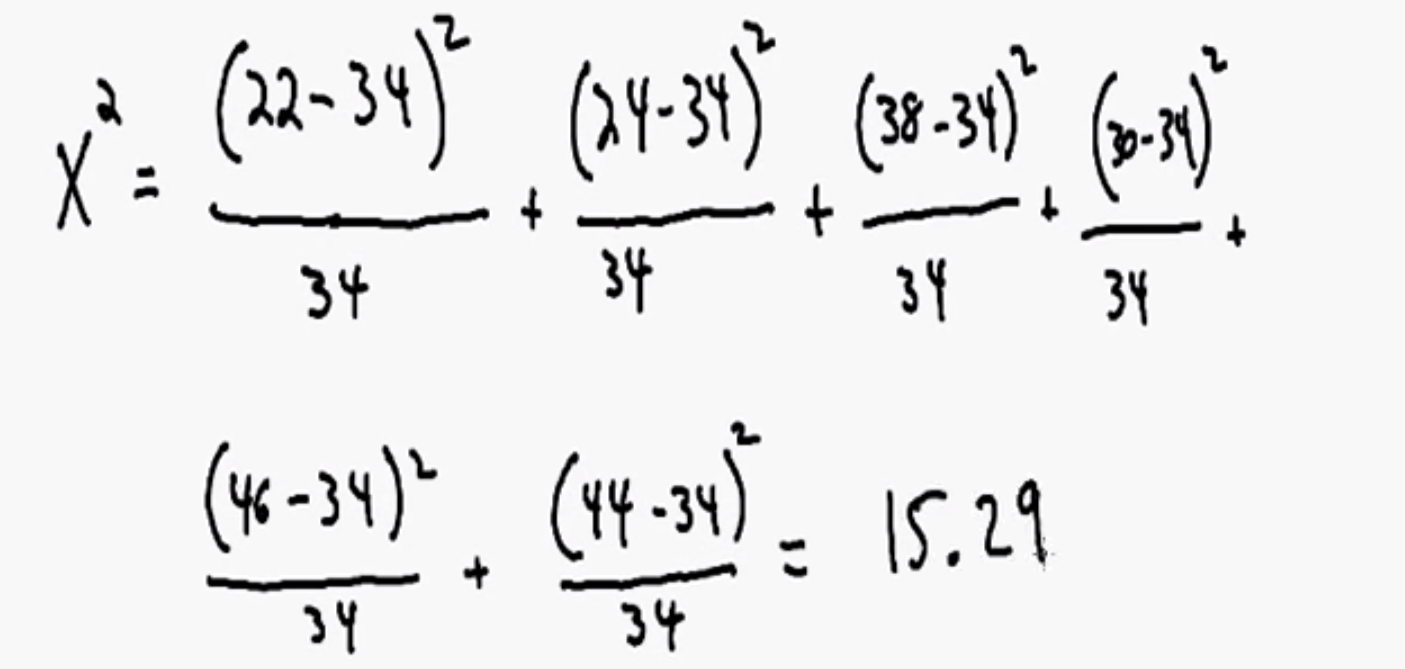 X² = (22-34)²/34 + (24-34)²/34 + (38-34)²/34 + (30-34)²/34 +
(46-34)²/34 + (44-34)²/34 = 15.29